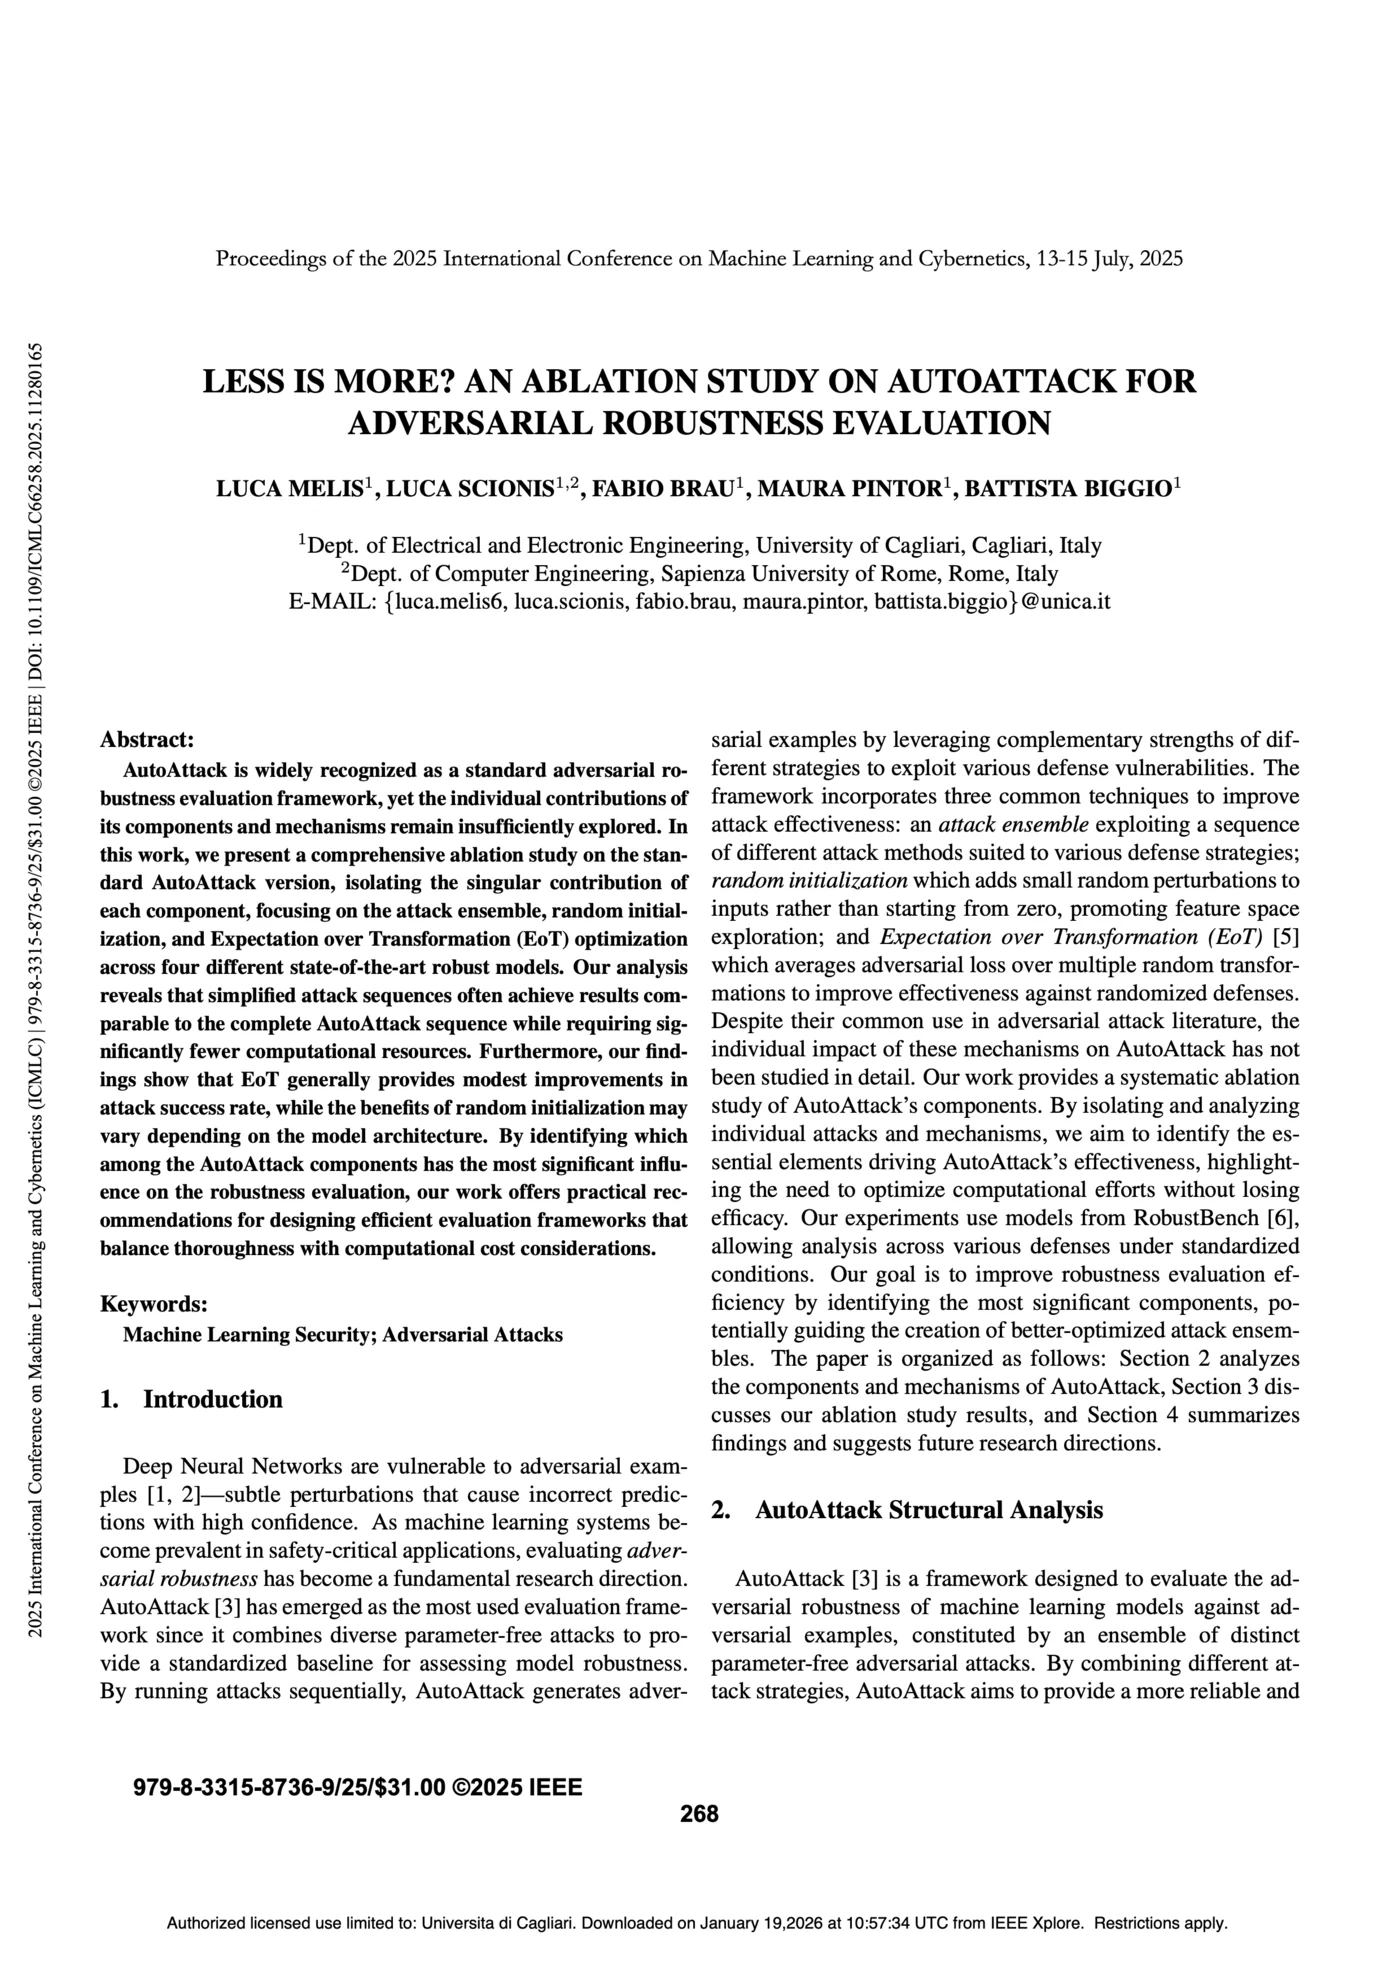 Proceedings of the 2025 International Conference on Machine Learning and Cybernetics, 13-15 July, 2025
LESS IS MORE? AN ABLATION STUDY ON AUTOATTACK FOR
ADVERSARIAL ROBUSTNESS EVALUATION
LUCA MELIS1, LUCA SCIONIS1,2, FABIO BRAU1, MAURA PINTOR1, BATTISTA BIGGIO1
1Dept. of Electrical and Electronic Engineering, University of Cagliari, Cagliari, Italy
2Dept. of Computer Engineering, Sapienza University of Rome, Rome, Italy
E-MAIL: {luca.melis6, luca.scionis, fabio.brau, maura.pintor, battista.biggio}@unica.it
2025 International Conference on Machine Learning and Cybernetics (ICMLC) | 979-8-3315-8736-9/25/$31.00 ©2025 IEEE | DOI: 10.1109/ICMLC66258.2025.11280165
Abstract:
AutoAttack is widely recognized as a standard adversarial ro-
bustness evaluation framework, yet the individual contributions of
its components and mechanisms remain insufficiently explored. In
this work, we present a comprehensive ablation study on the stan-
dard AutoAttack version, isolating the singular contribution of
each component, focusing on the attack ensemble, random initial-
ization, and Expectation over Transformation (EoT) optimization
across four different state-of-the-art robust models. Our analysis
reveals that simplified attack sequences often achieve results com-
parable to the complete AutoAttack sequence while requiring sig-
nificantly fewer computational resources. Furthermore, our find-
ings show that EoT generally provides modest improvements in
attack success rate, while the benefits of random initialization may
vary depending on the model architecture. By identifying which
among the AutoAttack components has the most significant influ-
ence on the robustness evaluation, our work offers practical rec-
ommendations for designing efficient evaluation frameworks that
balance thoroughness with computational cost considerations.
Keywords:
Machine Learning Security; Adversarial Attacks
1. Introduction
Deep Neural Networks are vulnerable to adversarial exam-
ples [1, 2]—subtle perturbations that cause incorrect predic-
tions with high confidence. As machine learning systems be-
come prevalent in safety-critical applications, evaluating adver-
sarial robustness has become a fundamental research direction.
AutoAttack [3] has emerged as the most used evaluation frame-
work since it combines diverse parameter-free attacks to pro-
vide a standardized baseline for assessing model robustness.
By running attacks sequentially, AutoAttack generates adver-
sarial examples by leveraging complementary strengths of dif-
ferent strategies to exploit various defense vulnerabilities. The
framework incorporates three common techniques to improve
attack effectiveness: an attack ensemble exploiting a sequence
of different attack methods suited to various defense strategies;
random initialization which adds small random perturbations to
inputs rather than starting from zero, promoting feature space
exploration; and Expectation over Transformation (EoT) [5]
which averages adversarial loss over multiple random transfor-
mations to improve effectiveness against randomized defenses.
Despite their common use in adversarial attack literature, the
individual impact of these mechanisms on AutoAttack has not
been studied in detail. Our work provides a systematic ablation
study of AutoAttack's components. By isolating and analyzing
individual attacks and mechanisms, we aim to identify the es-
sential elements driving AutoAttack's effectiveness, highlight-
ing the need to optimize computational efforts without losing
efficacy. Our experiments use models from RobustBench [6],
allowing analysis across various defenses under standardized
conditions. Our goal is to improve robustness evaluation ef-
ficiency by identifying the most significant components, po-
tentially guiding the creation of better-optimized attack ensem-
bles. The paper is organized as follows: Section 2 analyzes
the components and mechanisms of AutoAttack, Section 3 dis-
cusses our ablation study results, and Section 4 summarizes
findings and suggests future research directions.
2. AutoAttack Structural Analysis
AutoAttack [3] is a framework designed to evaluate the ad-
versarial robustness of machine learning models against ad-
versarial examples, constituted by an ensemble of distinct
parameter-free adversarial attacks. By combining different at-
tack strategies, AutoAttack aims to provide a more reliable and
979-8-3315-8736-9/25/$31.00 ©2025 IEEE
268
Authorized licensed use limited to: Universita di Cagliari. Downloaded on January 19,2026 at 10:57:34 UTC from IEEE Xplore. Restrictions apply.